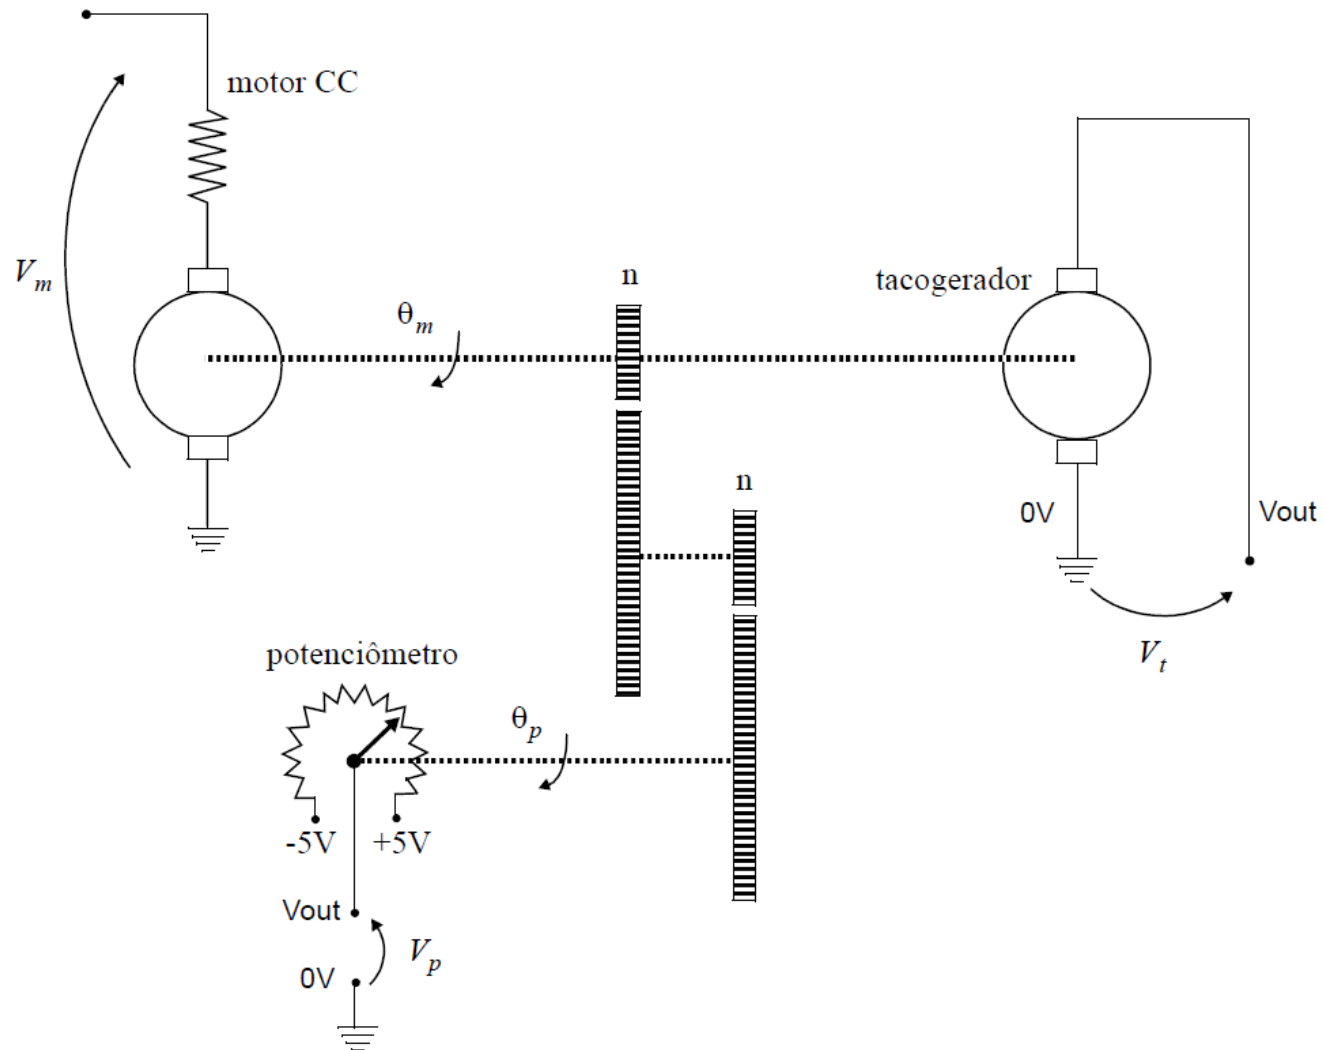 motor CC
V_m
θ_m
n
tacogerador
n
0V
Vout
V_t
potenciômetro
θ_p
-5V
+5V
Vout
V_p
0V